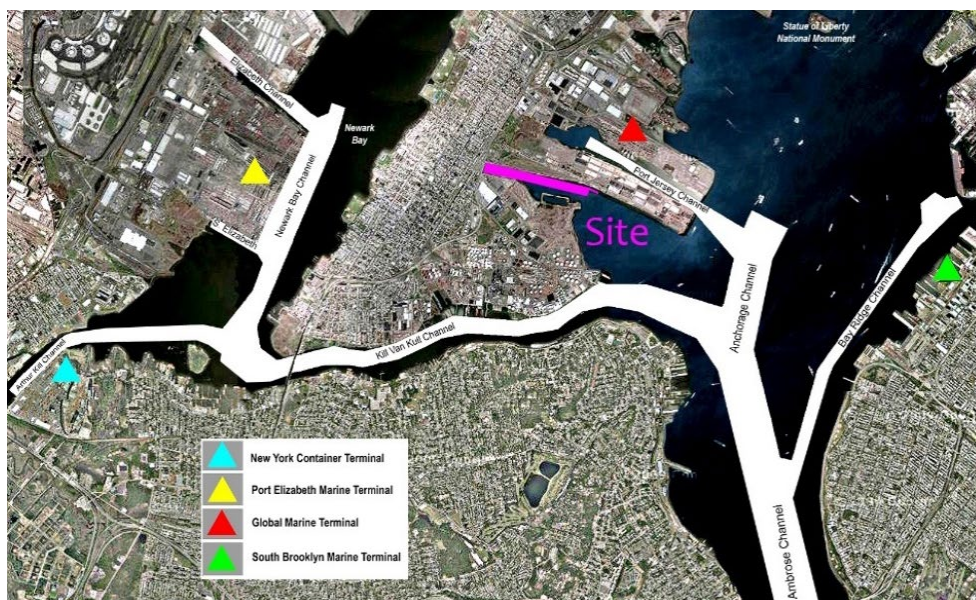 Statue of Liberty
National Monument
Elizabeth Channel
Newark
Bay
Newark Bay Channel
Port Jersey Channel
Site
S. Elizabeth
Anchorage Channel
Bay Ridge Channel
Kill Van Kull Channel
Arthur Kill Channel
New York Container Terminal
Port Elizabeth Marine Terminal
Global Marine Terminal
South Brooklyn Marine Terminal
Ambrose Channel